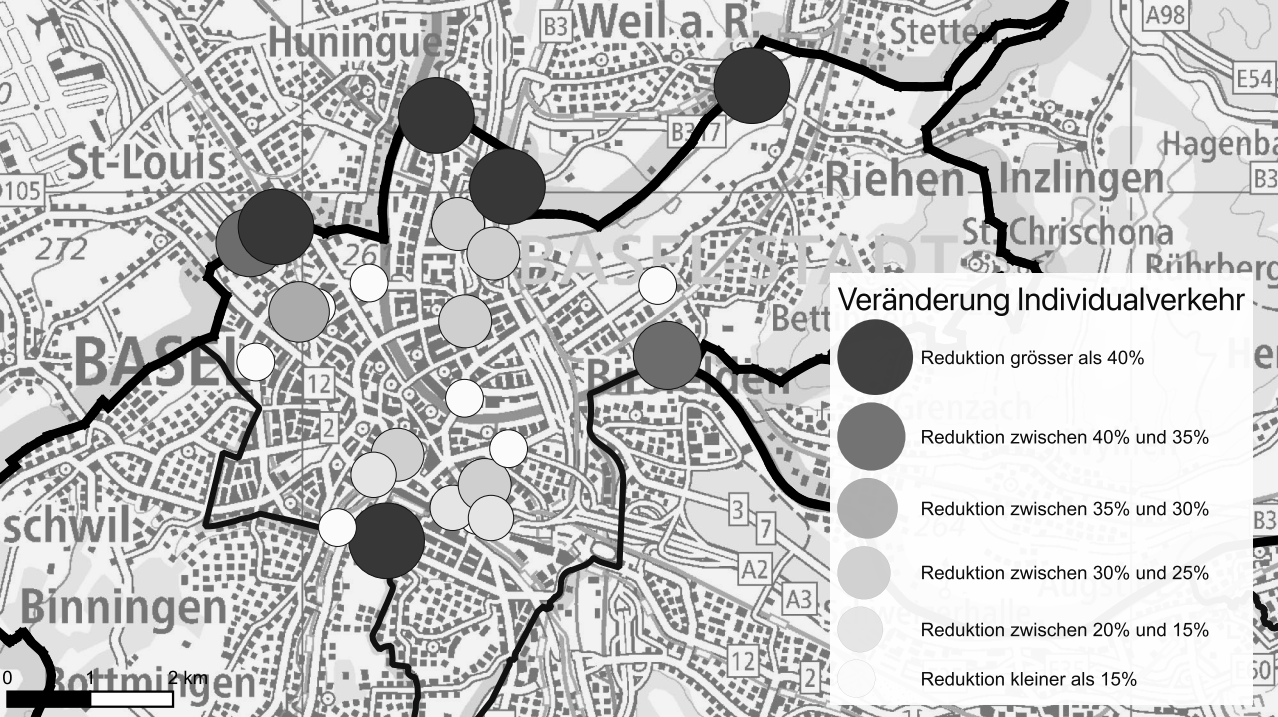 B3
Weil a. R.
A98
Huningue
Stetten
E54
B317
Hagenba
St-Louis
Riehen
Inzlingen
B3
272
26
BASEL-STADT
St. Chrischona
Rührberg
Veränderung Individualverkehr
Bett
BASEL
Reduktion grösser als 40%
12
Grenzach
2
Reduktion zwischen 40% und 35%
schwil
3
7
Reduktion zwischen 35% und 30%
264
B3
A2
Reduktion zwischen 30% und 25%
A3
Binningen
Reduktion zwischen 20% und 15%
12
2
Reduktion kleiner als 15%
0 1 2 km
Bottmingen